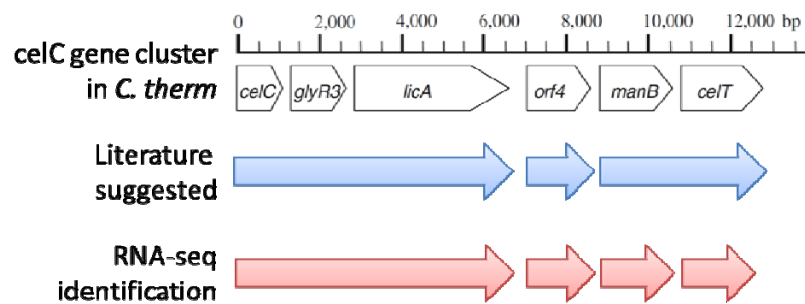 0 2,000 4,000 6,000 8,000 10,000 12,000 bp
celC gene cluster
in C. therm
celC glyR3 licA orf4 manB celT
Literature
suggested
RNA-seq
identification